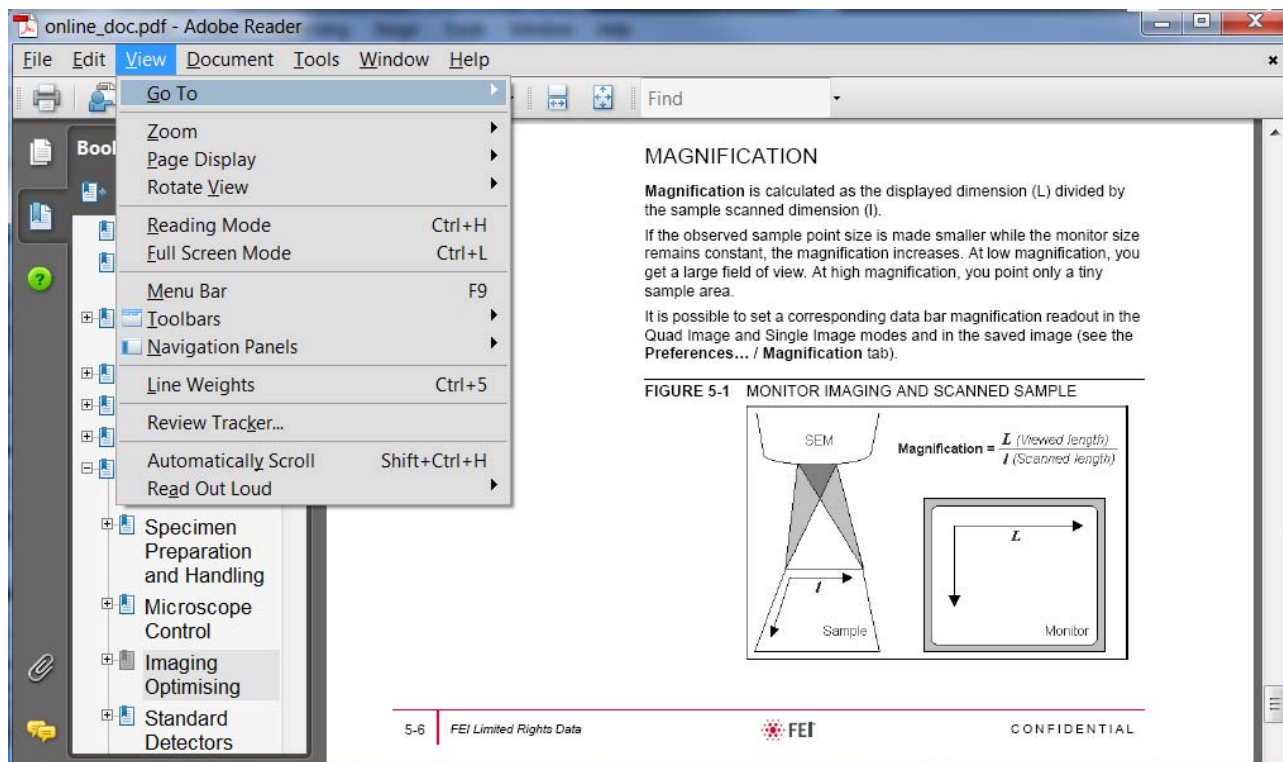 online_doc.pdf - Adobe Reader
File Edit View Document Tools Window Help
Go To
Find
Zoom
Page Display
Rotate View
Reading Mode Ctrl+H
Full Screen Mode Ctrl+L
Menu Bar F9
Toolbars
Navigation Panels
Line Weights Ctrl+5
Review Tracker...
Automatically Scroll Shift+Ctrl+H
Read Out Loud
Bool
Specimen
Preparation
and Handling
Microscope
Control
Imaging
Optimising
Standard
Detectors
MAGNIFICATION
Magnification is calculated as the displayed dimension (L) divided by
the sample scanned dimension (l).
If the observed sample point size is made smaller while the monitor size
remains constant, the magnification increases. At low magnification, you
get a large field of view. At high magnification, you point only a tiny
sample area.
It is possible to set a corresponding data bar magnification readout in the
Quad Image and Single Image modes and in the saved image (see the
Preferences... / Magnification tab).
FIGURE 5-1 MONITOR IMAGING AND SCANNED SAMPLE
SEM
Magnification = L (Viewed length)
l (Scanned length)
L
l
Sample
Monitor
5-6 FEI Limited Rights Data FEI CONFIDENTIAL